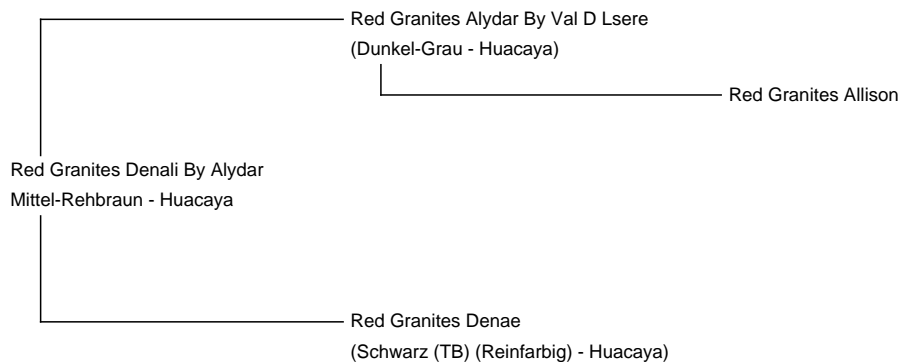 Red Granites Alydar By Val D Lsere
(Dunkel-Grau - Huacaya)
Red Granites Allison
Red Granites Denali By Alydar
Mittel-Rehbraun - Huacaya
Red Granites Denae
(Schwarz (TB) (Reinfarbig) - Huacaya)